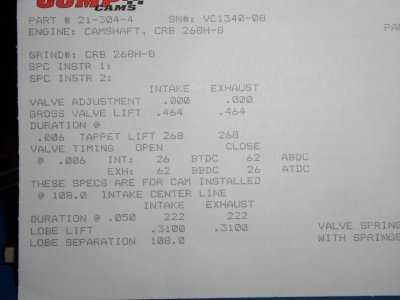 COMP
CAMS
PART # 21-304-4 SN#: VC1340-08
ENGINE: CAMSHAFT, CRB 268H-8 PA
GRIND#: CRB 268H-8
SPC INSTR 1:
SPC INSTR 2:
INTAKE EXHAUST
VALVE ADJUSTMENT .000 .000
GROSS VALVE LIFT .464 .464
DURATION @
.006 TAPPET LIFT 268 268
VALVE TIMING OPEN CLOSE
@ .006 INT: 26 BTDC 62 ABDC
EXH: 62 BBDC 26 ATDC
THESE SPECS ARE FOR CAM INSTALLED
@ 108.0 INTAKE CENTER LINE
INTAKE EXHAUST
DURATION @ .050 222 222 VALVE SPRING
LOBE LIFT .3100 .3100 WITH SPRINGS
LOBE SEPARATION 108.0